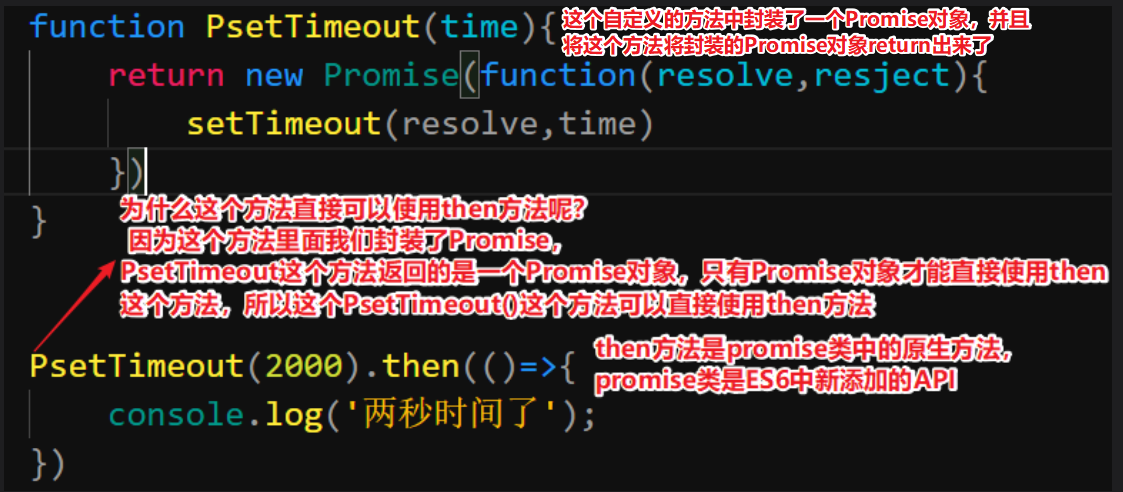 function PsetTimeout(time){
这个自定义的方法中封装了一个Promise对象，并且
将这个方法将封装的Promise对象return出来了
return new Promise(function(resolve,resject){
setTimeout(resolve,time)
})
}
为什么这个方法直接可以使用then方法呢？
因为这个方法里面我们封装了Promise，
PsetTimeout这个方法返回的是一个Promise对象，只有Promise对象才能直接使用then
这个方法，所以这个PsetTimeout()这个方法可以直接使用then方法
PsetTimeout(2000).then(()=>{
then方法是promise类中的原生方法，
promise类是ES6中新添加的API
console.log('两秒时间了');
})